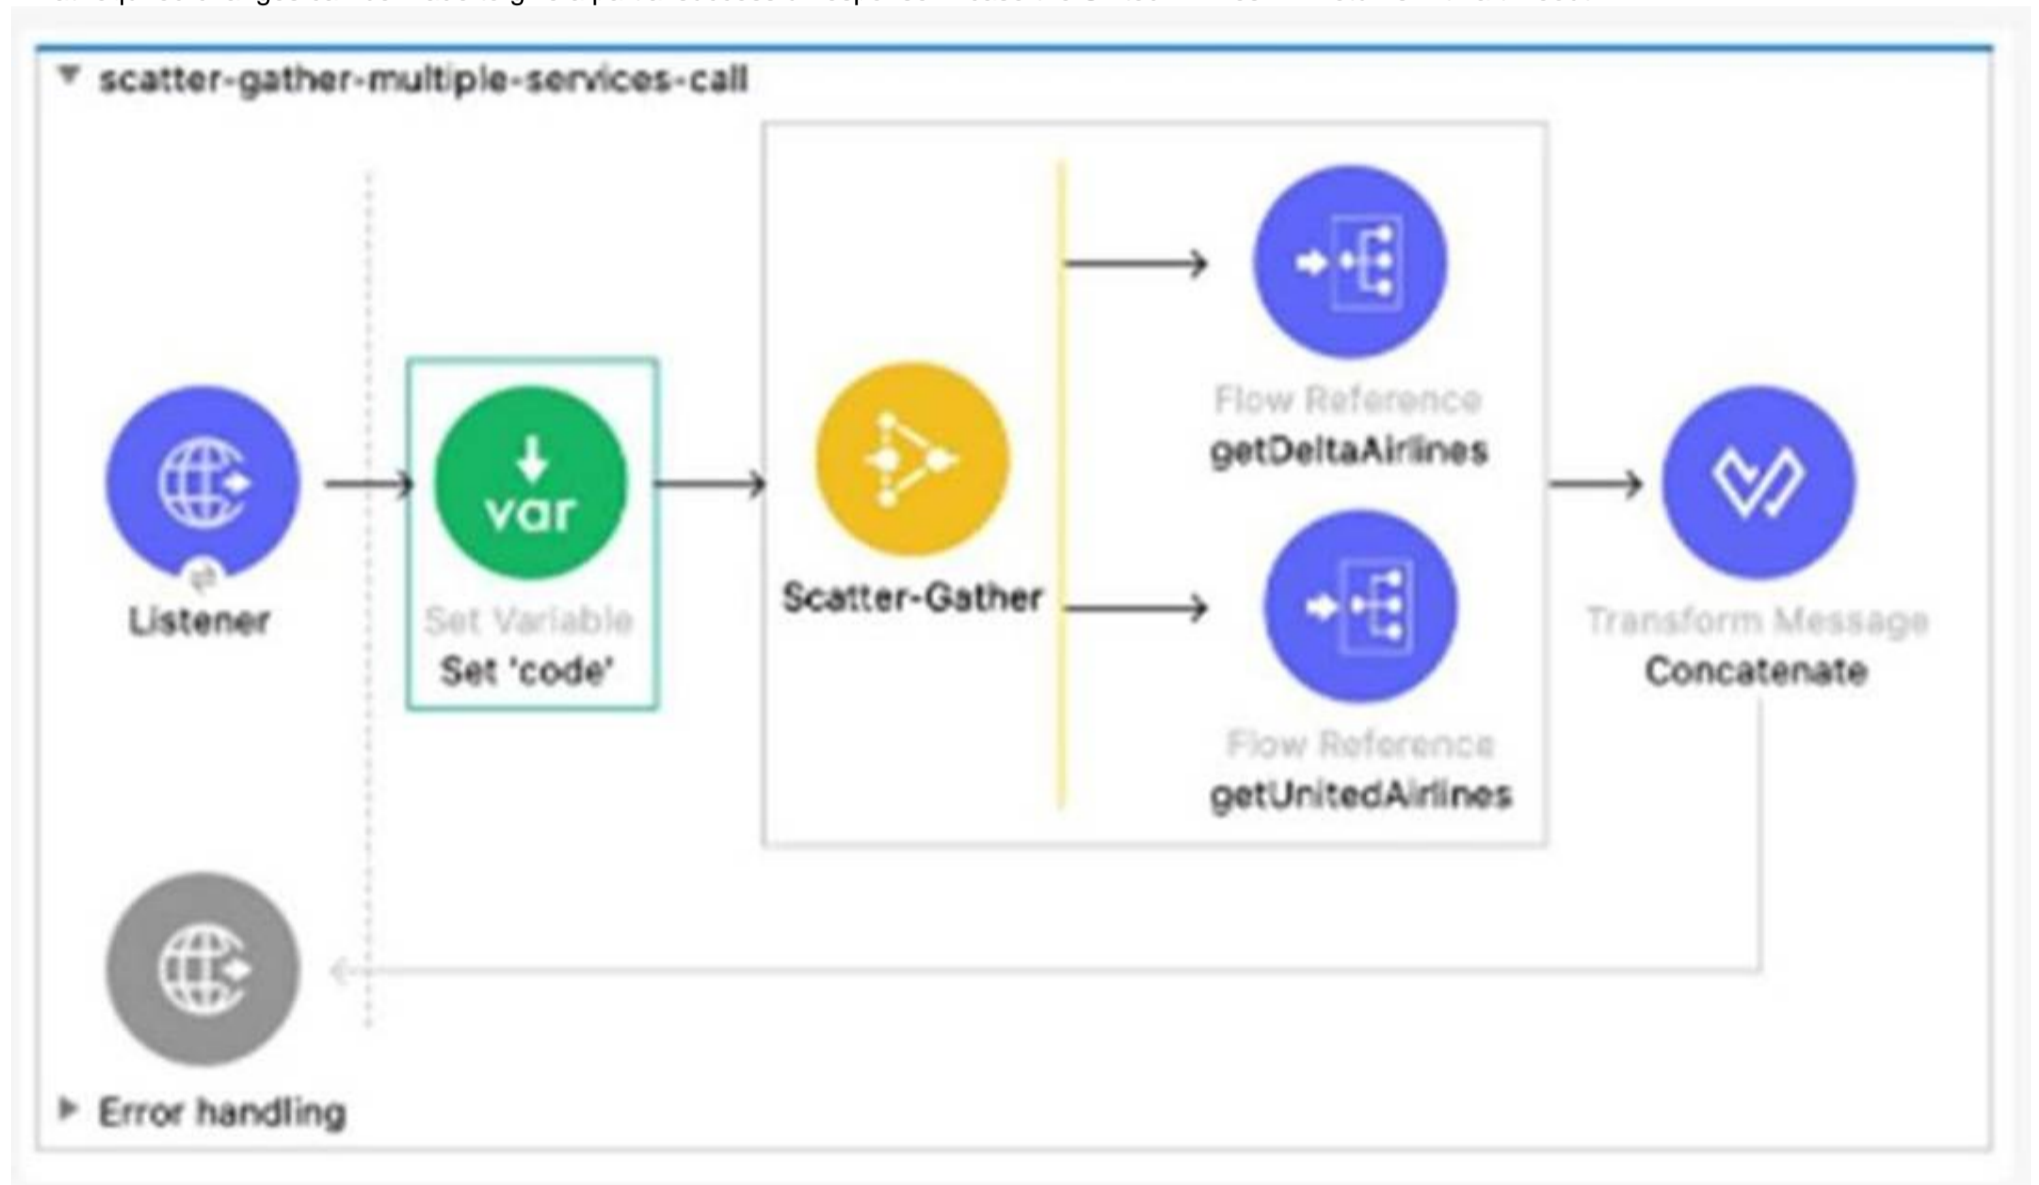 scatter-gather-multiple-services-call
var
Listener
Set Variable
Set 'code'
Scatter-Gather
Flow Reference
getDeltaAirlines
Flow Reference
getUnitedAirlines
Transform Message
Concatenate
Error handling